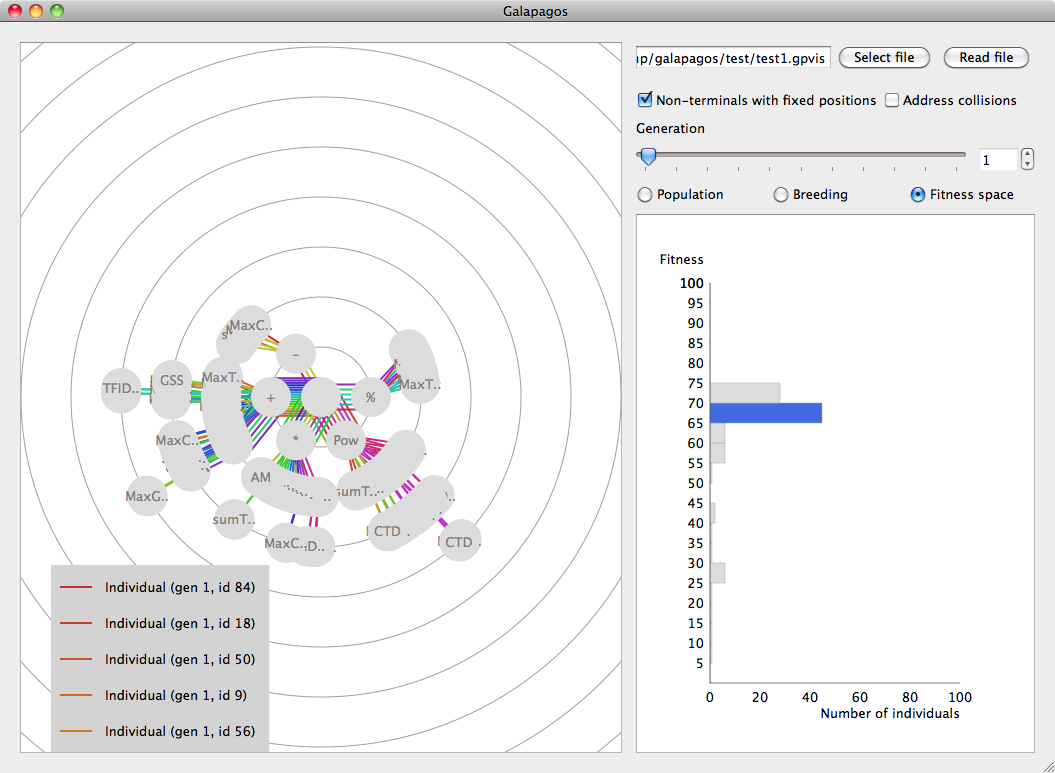 Galapagos
ıp/galapagos/test/test1.gpvis
Select file
Read file
Non-terminals with fixed positions
Address collisions
Generation
1
Population
Breeding
Fitness space
MaxC..
-
TFID..
GSS
MaxT..
+
%
MaxT..
MaxC..
*
Pow
AM
MaxG..
sumT..
sumT..
MaxC..
D..
CTD .
CTD .
Individual (gen 1, id 84)
Individual (gen 1, id 18)
Individual (gen 1, id 50)
Individual (gen 1, id 9)
Individual (gen 1, id 56)
Fitness
100
95
90
85
80
75
70
65
60
55
50
45
40
35
30
25
20
15
10
5
0 20 40 60 80 100
Number of individuals